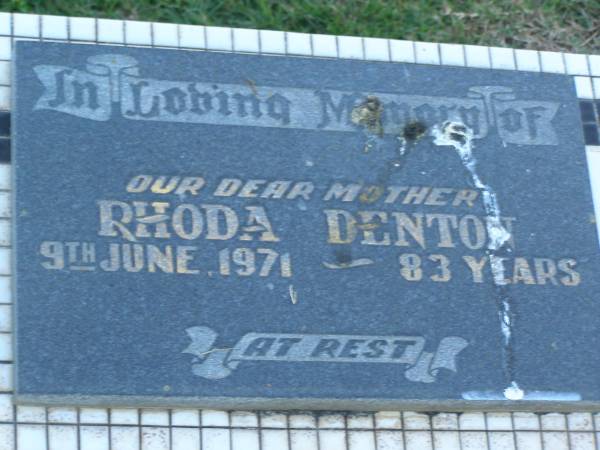 In Loving Memory of
OUR DEAR MOTHER
RHODA DENTON
9TH JUNE. 1971 — 83 YEARS
AT REST